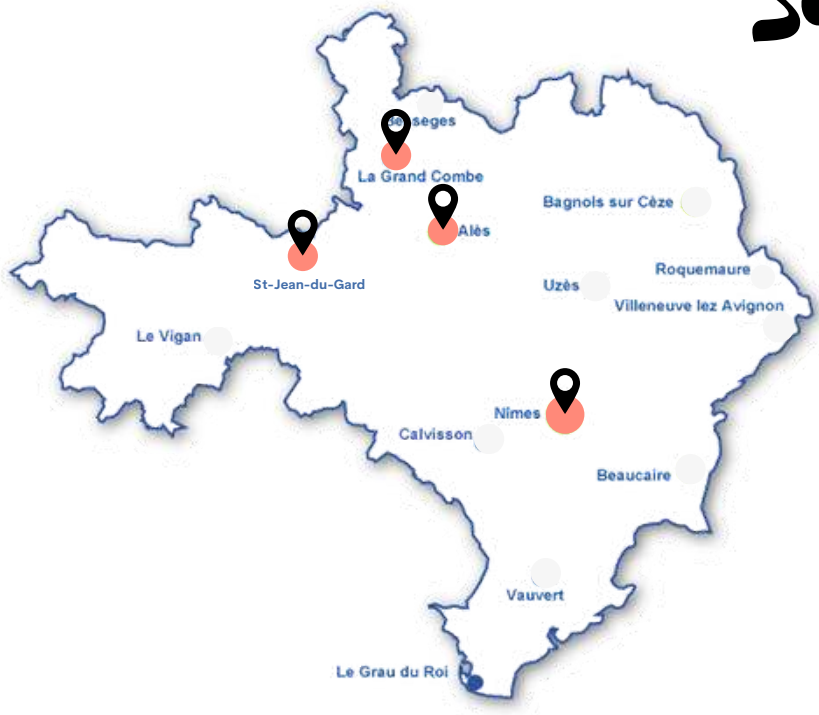 Besseges
La Grand Combe
Bagnols sur Cèze
Alès
Roquemaure
St-Jean-du-Gard
Uzès
Villeneuve lez Avignon
Le Vigan
Nîmes
Calvisson
Beaucaire
Vauvert
Le Grau du Roi